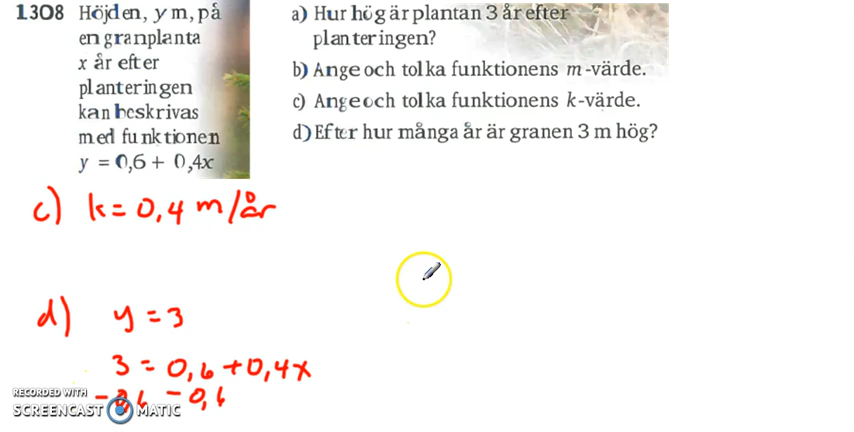 1308 Höjden, y m, på
en granplanta
x år efter
planteringen
kan beskrivas
med funktionen
y = 0,6 + 0,4x
a) Hur hög är plantan 3 år efter
planteringen?
b) Ange och tolka funktionens m-värde.
c) Ange och tolka funktionens k-värde.
d) Efter hur många år är granen 3 m hög?
c) k = 0,4 m/år
d) y = 3
3 = 0,6 + 0,4x
-0,6 -0,6
RECORDED WITH
SCREENCAST MATIC